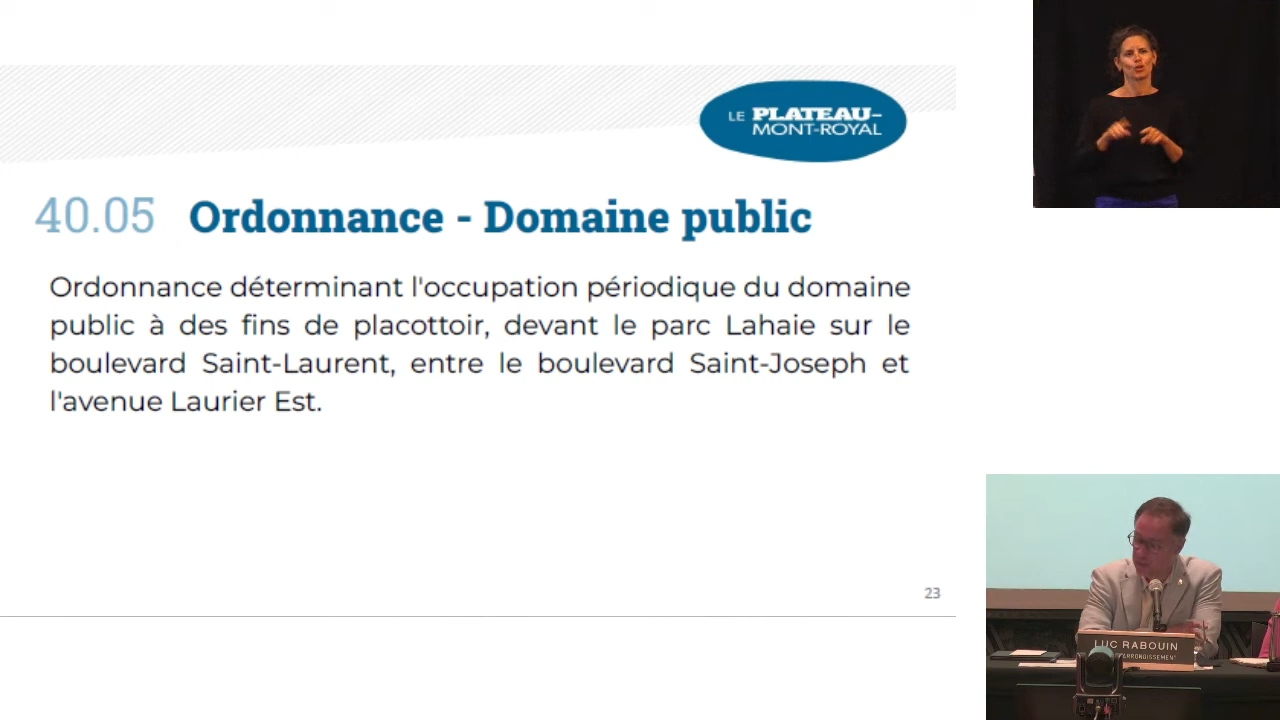 LE PLATEAU-
MONT-ROYAL
40.05 Ordonnance - Domaine public
Ordonnance déterminant l'occupation périodique du domaine
public à des fins de placottoir, devant le parc Lahaie sur le
boulevard Saint-Laurent, entre le boulevard Saint-Joseph et
l'avenue Laurier Est.
23
LUC RABOUIN